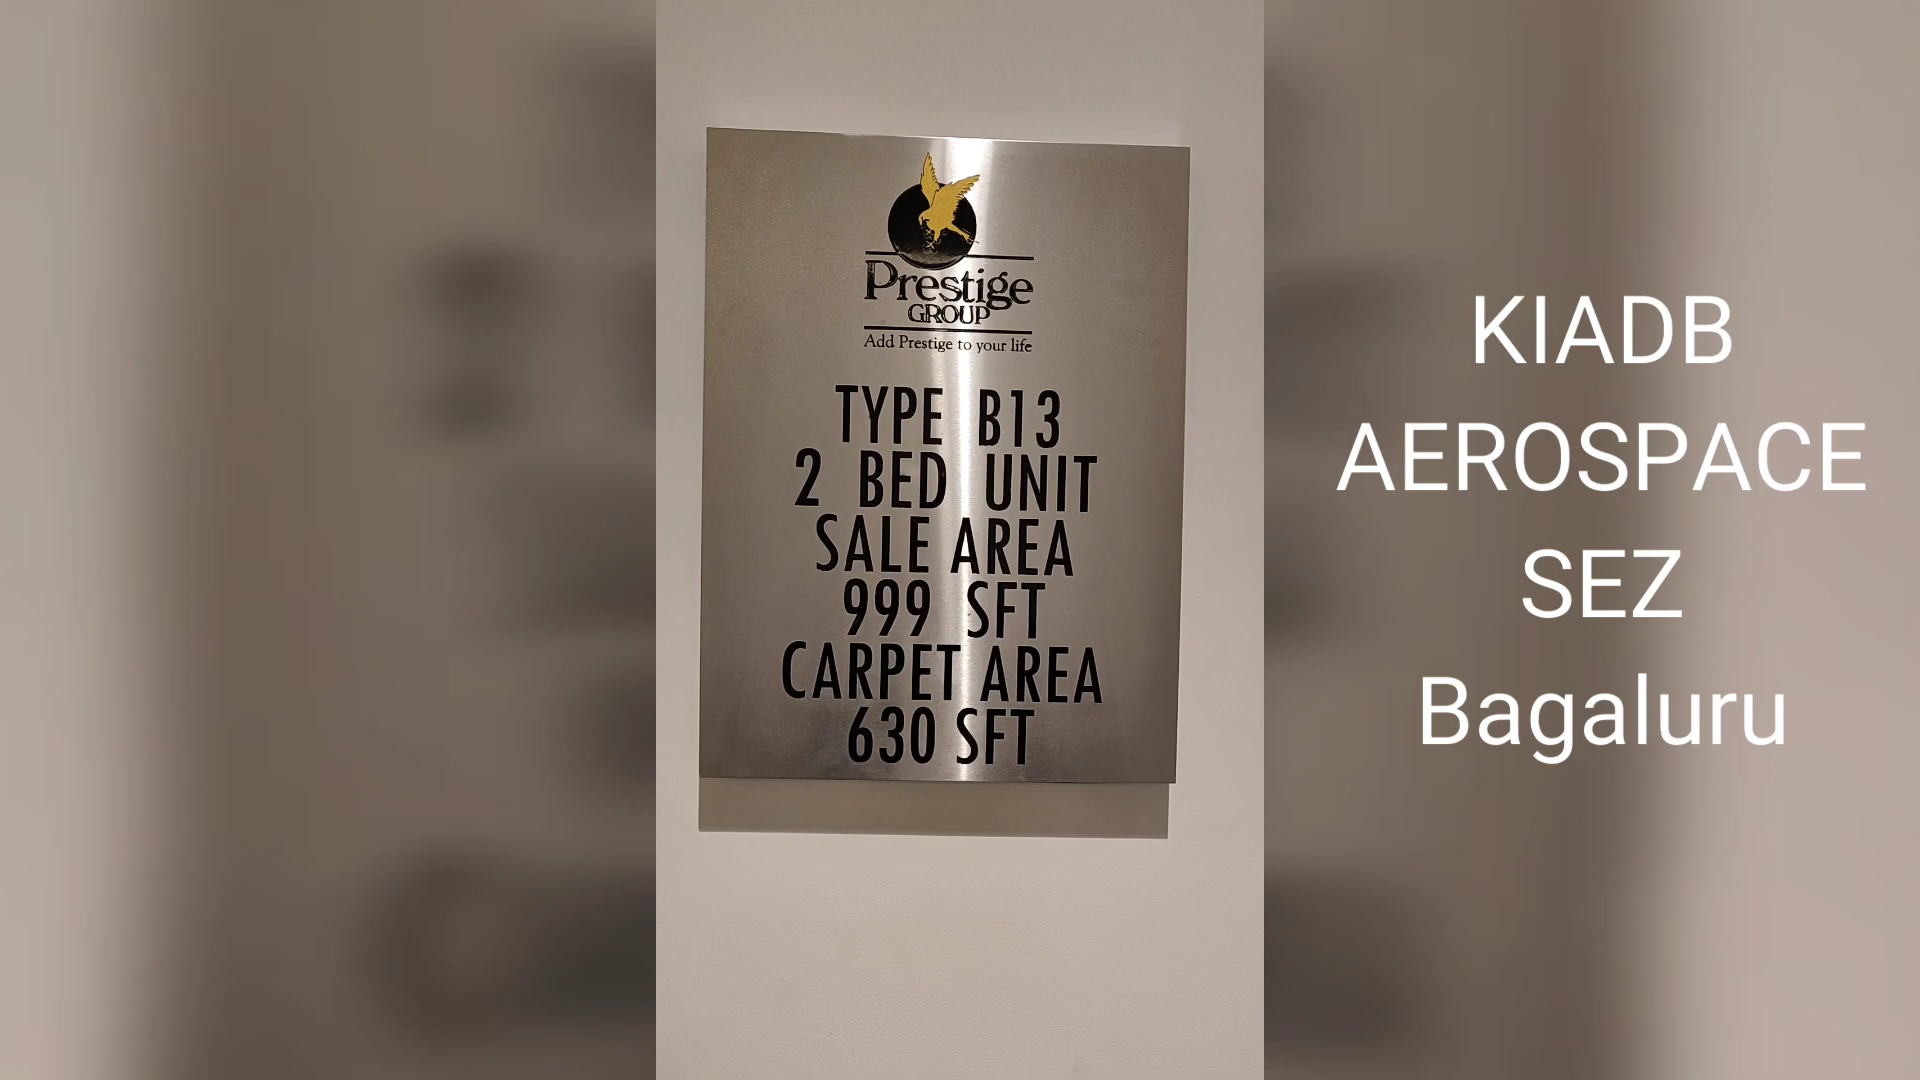 Prestige
GROUP
Add Prestige to your life
TYPE B13
2 BED UNIT
SALE AREA
999 SFT
CARPET AREA
630 SFT
KIADB
AEROSPACE
SEZ
Bagaluru